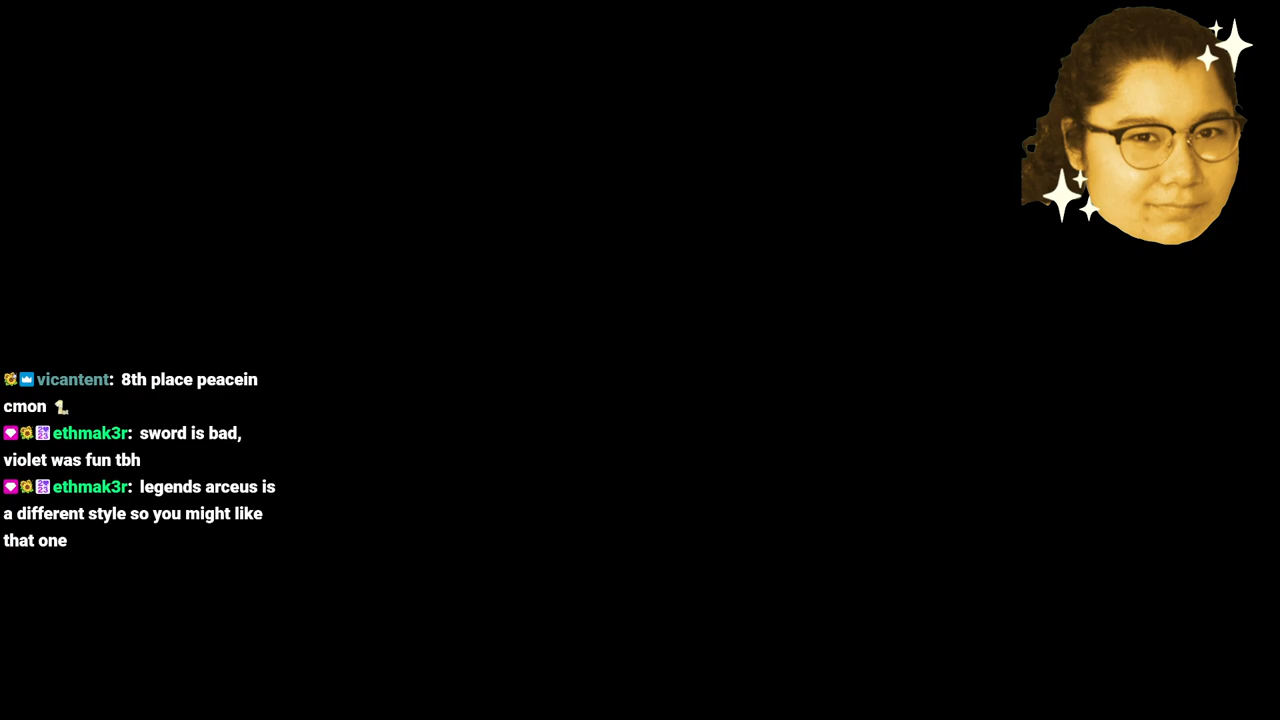 vicantent: 8th place peacein
cmon
ethmak3r: sword is bad,
violet was fun tbh
ethmak3r: legends arceus is
a different style so you might like
that one